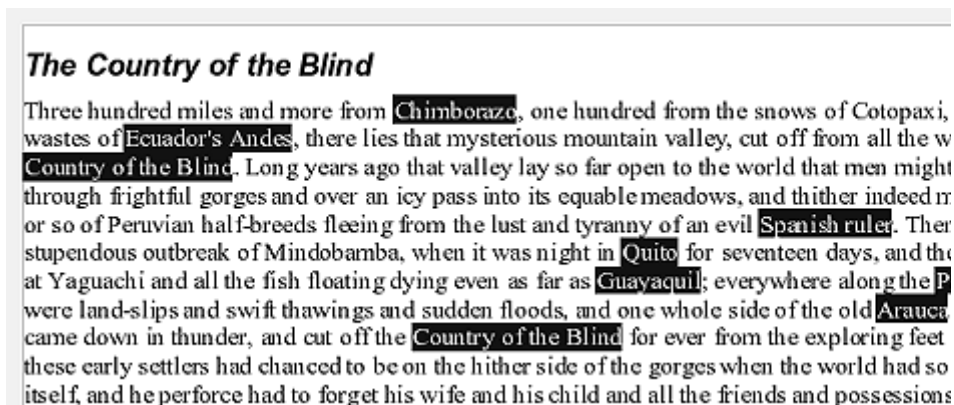 The Country of the Blind
Three hundred miles and more from Chimborazo, one hundred from the snows of Cotopaxi,
wastes of Ecuador's Andes, there lies that mysterious mountain valley, cut off from all the w
Country of the Blind. Long years ago that valley lay so far open to the world that men might
through frightful gorges and over an icy pass into its equable meadows, and thither indeed m
or so of Peruvian half-breeds fleeing from the lust and tyranny of an evil Spanish ruler. Then
stupendous outbreak of Mindobamba, when it was night in Quito for seventeen days, and the
at Yaguachi and all the fish floating dying even as far as Guayaquil; everywhere along the P
were land-slips and swift thawings and sudden floods, and one whole side of the old Arauca
came down in thunder, and cut off the Country of the Blind for ever from the exploring feet
these early settlers had chanced to be on the hither side of the gorges when the world had so
itself, and he perforce had to forget his wife and his child and all the friends and possessions